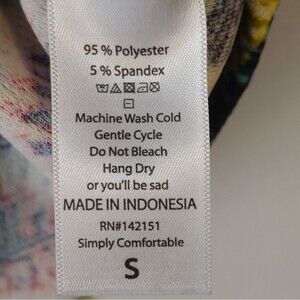 95% Polyester
5% Spandex
Machine Wash Cold
Gentle Cycle
Do Not Bleach
Hang Dry
or you'll be sad
MADE IN INDONESIA
RN#142151
Simply Comfortable
S